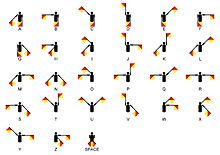 A B C D E F
G H I J K L
M N O P Q R
S T U V W X
Y Z SPACE